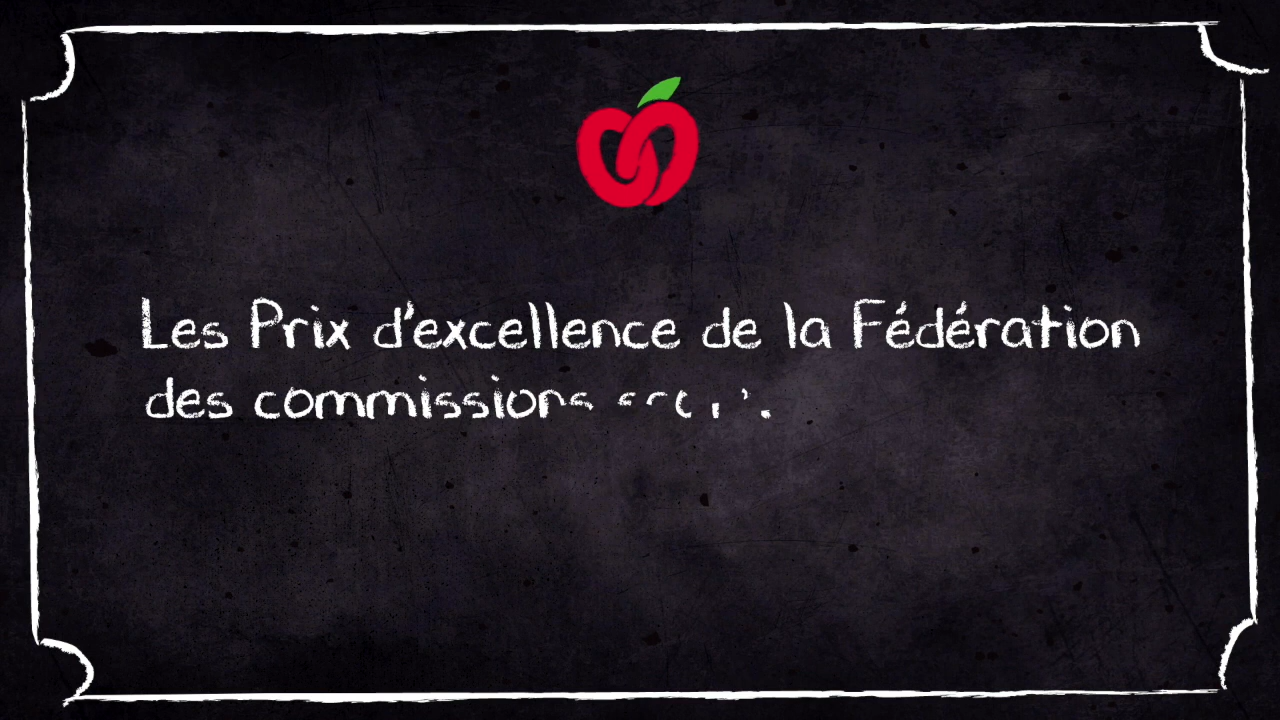 Les Prix d'excellence de la Fédération
des commissions